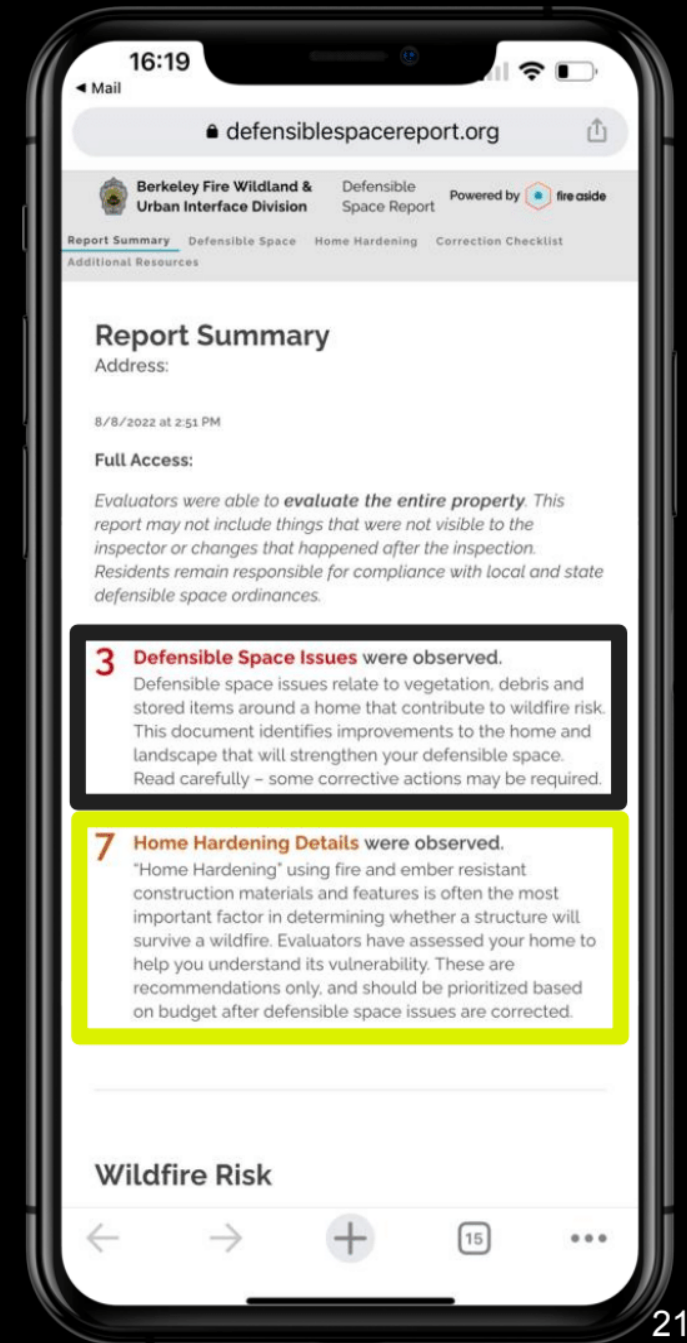 16:19
◀ Mail
defensiblespacereport.org
Berkeley Fire Wildland &
Urban Interface Division
Defensible
Space Report
Powered by fire aside
Report Summary Defensible Space Home Hardening Correction Checklist
Additional Resources
Report Summary
Address:
8/8/2022 at 2:51 PM
Full Access:
Evaluators were able to evaluate the entire property. This
report may not include things that were not visible to the
inspector or changes that happened after the inspection.
Residents remain responsible for compliance with local and state
defensible space ordinances.
3 Defensible Space Issues were observed.
Defensible space issues relate to vegetation, debris and
stored items around a home that contribute to wildfire risk.
This document identifies improvements to the home and
landscape that will strengthen your defensible space.
Read carefully – some corrective actions may be required.
7 Home Hardening Details were observed.
"Home Hardening" using fire and ember resistant
construction materials and features is often the most
important factor in determining whether a structure will
survive a wildfire. Evaluators have assessed your home to
help you understand its vulnerability. These are
recommendations only, and should be prioritized based
on budget after defensible space issues are corrected.
Wildfire Risk
15
21